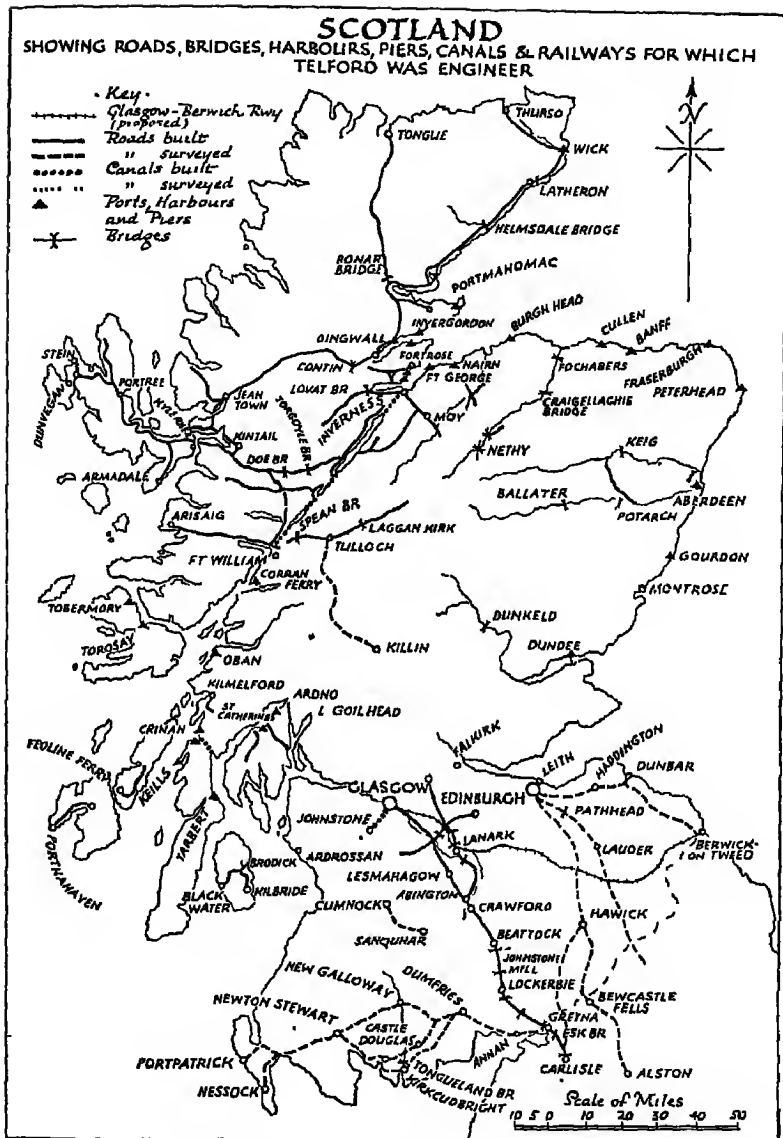 SCOTLAND
SHOWING ROADS, BRIDGES, HARBOURS, PIERS, CANALS & RAILWAYS FOR WHICH
TELFORD WAS ENGINEER
Key
Glasgow-Berwick Rwy
(proposed)
Roads built
" surveyed
Canals built
" surveyed
Ports, Harbours
and Piers
Bridges
N
THURSO
TONGUE
WICK
LATHERON
HELMSDALE BRIDGE
BONAR
BRIDGE
PORTMAHOMAC
INVERGORDON
BURGH HEAD
CULLEN
BANFF
DINGWALL
FORTROSE
NAIRN
FT GEORGE
FOCHABERS
FRASERBURGH
PETERHEAD
STEIN
CONTIN
LOVAT BR
CRAIGELLACHIE
BRIDGE
DUNVEGAN
PORTREE
JEAN
TOWN
TORGOYLE BR
INVERNESS
MOY
KINTAIL
NETHY
KEIG
DOE BR
ARMADALE
BALLATER
ABERDEEN
POTARCH
ARISAIG
SPEAN BR
LAGGAN KIRK
TULLOCH
FT WILLIAM
GOURDON
CORRAN
FERRY
MONTROSE
TOBERMORY
DUNKELD
TOROSAY
KILLIN
DUNDEE
OBAN
KILMELFORD
ARDNO
ST
CATHERINES
L GOILHEAD
CRINAN
FALKIRK
LEITH
HADDINGTON
FEOLINE FERRY
KEILLS
DUNBAR
GLASGOW
EDINBURGH
PATHHEAD
JOHNSTONE
TARBERT
LANARK
LAUDER
BERWICK-
ON TWEED
PORTNAHAVEN
ARDROSSAN
BRODICK
LESMAHAGOW
BLACK
WATER
KILBRIDE
ABINGTON
CUMNOCK
CRAWFORD
HAWICK
SANQUHAR
BEATTOCK
JOHNSTONE
MILL
NEW GALLOWAY
DUMFRIES
LOCKERBIE
NEWTON STEWART
BEWCASTLE
FELLS
CASTLE
DOUGLAS
GRETNA
ESK BR
ANNAN
PORTPATRICK
TONGUELAND BR
CARLISLE
ALSTON
NESSOCK
KIRKCUDBRIGHT
Scale of Miles
10 5 0 10 20 30 40 50